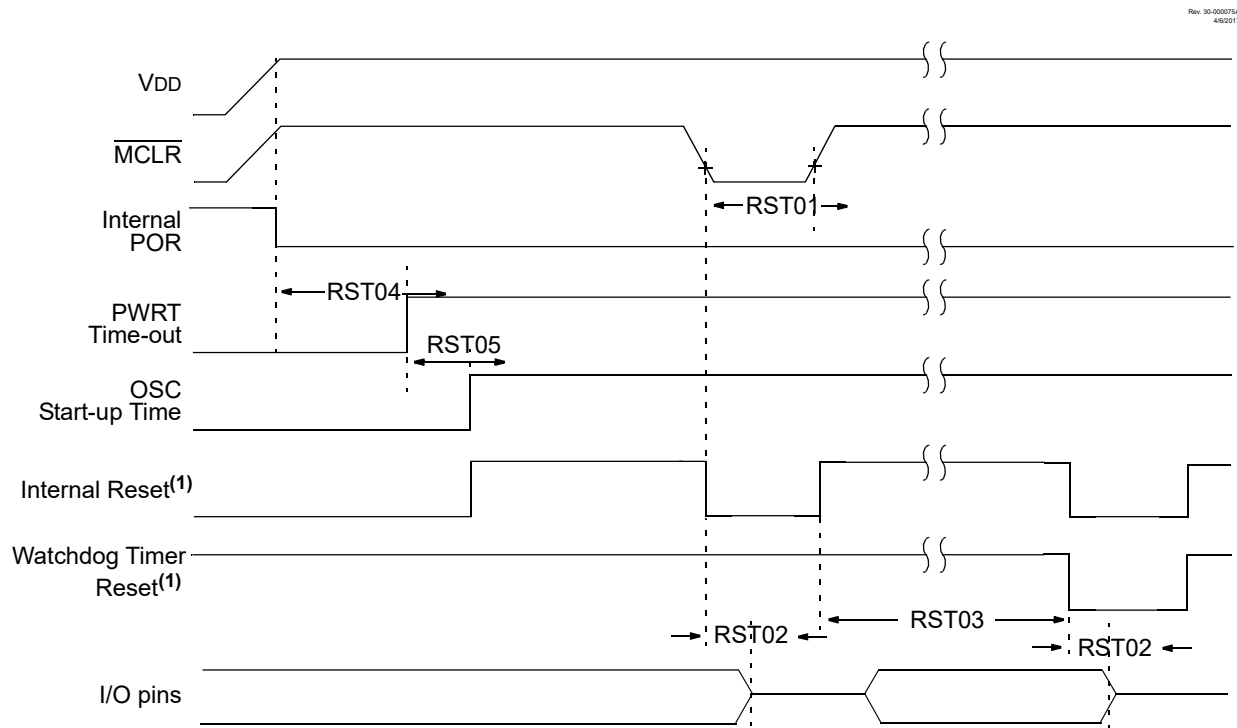 Rev. 30-000075A
4/6/2017
VDD
MCLR
RST01
Internal
POR
RST04
PWRT
Time-out
RST05
OSC
Start-up Time
Internal Reset(1)
Watchdog Timer
Reset(1)
RST03
RST02
RST02
I/O pins